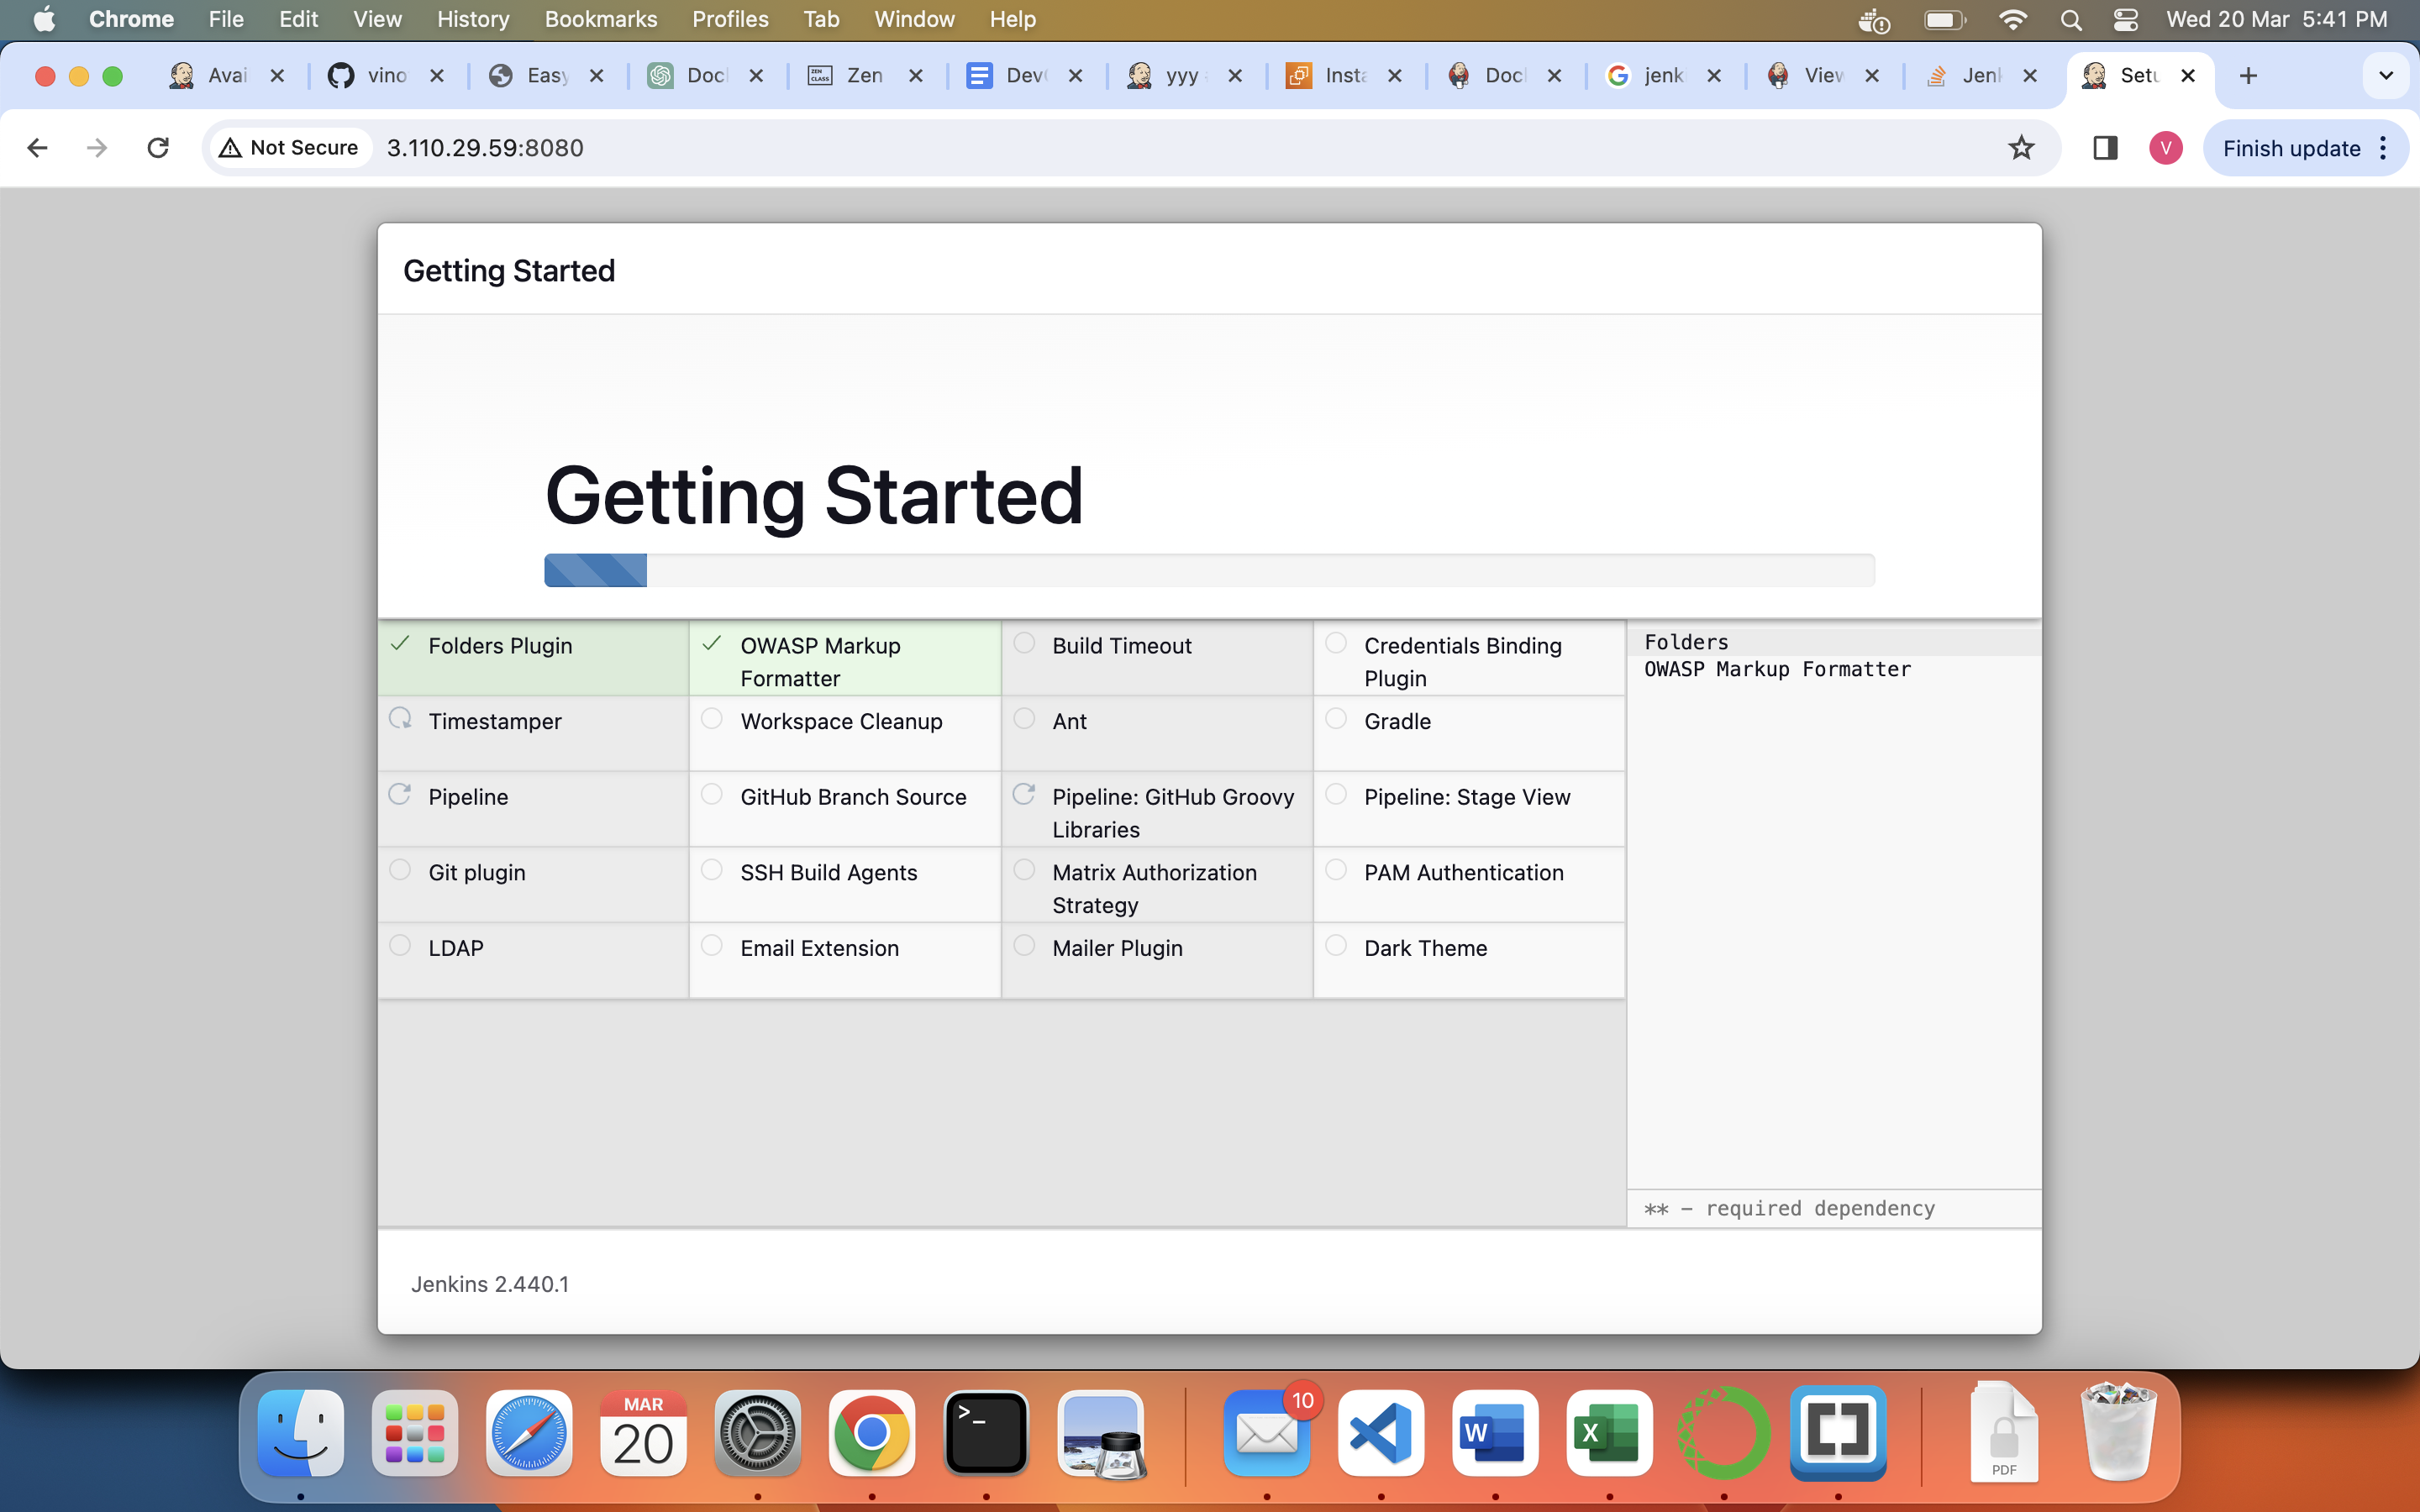 Chrome File Edit View History Bookmarks Profiles Tab Window Help Wed 20 Mar 5:41 PM
Avai vino Easy Doc Zen Dev yyy Insta Doc jenk View Jenk Setu
Not Secure 3.110.29.59:8080 V Finish update
Getting Started
Getting Started
Folders Plugin OWASP Markup Formatter Build Timeout Credentials Binding Plugin
Timestamper Workspace Cleanup Ant Gradle
Pipeline GitHub Branch Source Pipeline: GitHub Groovy Libraries Pipeline: Stage View
Git plugin SSH Build Agents Matrix Authorization Strategy PAM Authentication
LDAP Email Extension Mailer Plugin Dark Theme
Folders
OWASP Markup Formatter
** - required dependency
Jenkins 2.440.1
MAR
20
>_
10
W
X
PDF